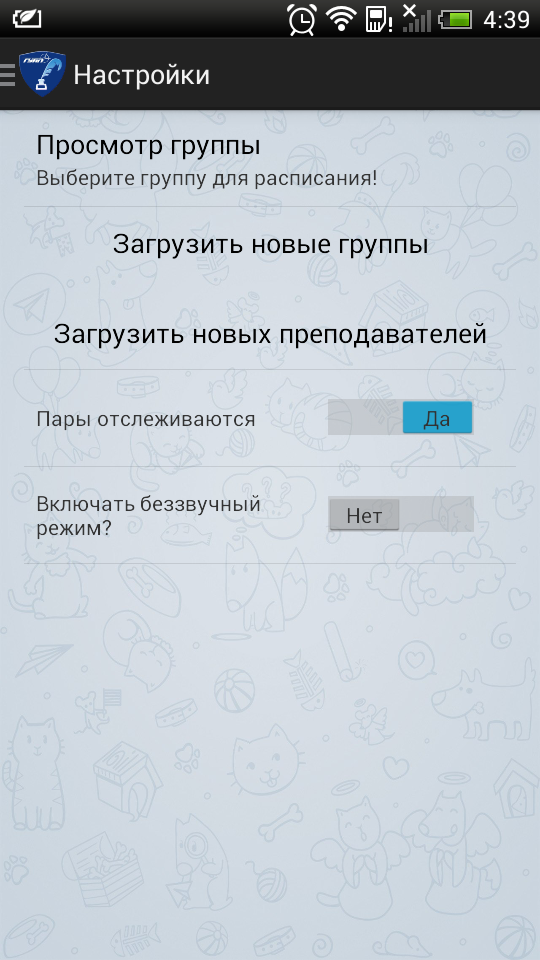 4:39
ГУАП
Настройки
Просмотр группы
Выберите группу для расписания!
Загрузить новые группы
Загрузить новых преподавателей
Пары отслеживаются
Да
Включать беззвучный
режим?
Нет